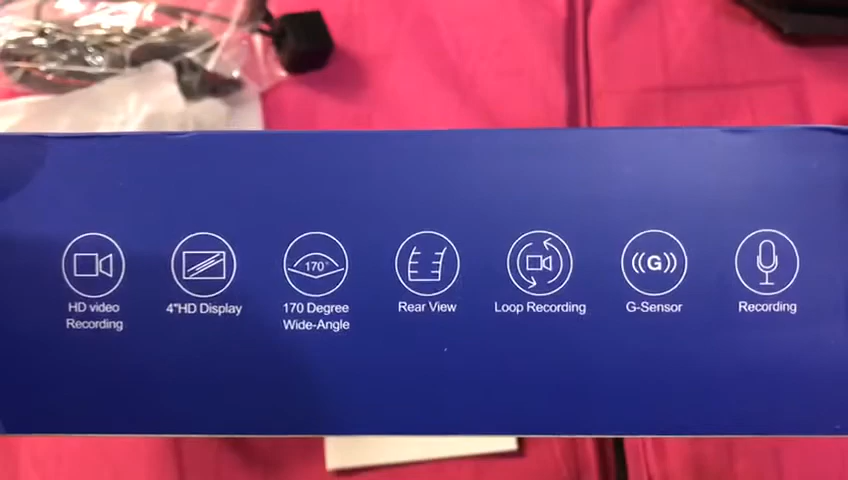 HD video
Recording
4"HD Display
170°
170 Degree
Wide-Angle
Rear View
Loop Recording
G
G-Sensor
Recording